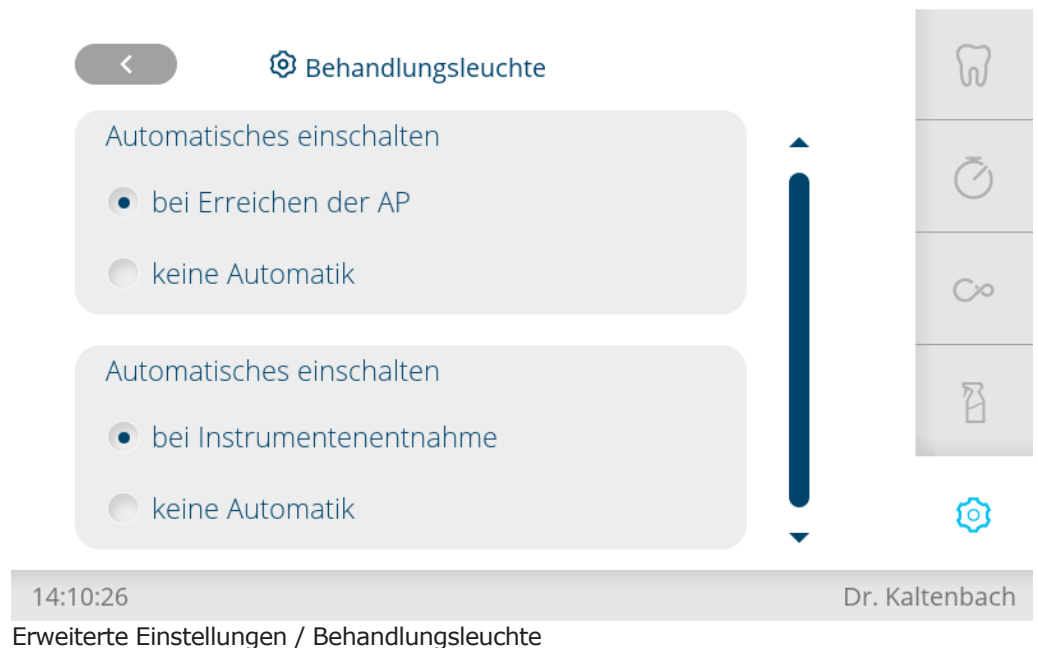 Behandlungsleuchte
Automatisches einschalten
bei Erreichen der AP
keine Automatik
Automatisches einschalten
bei Instrumentenentnahme
keine Automatik
14:10:26
Dr. Kaltenbach
Erweiterte Einstellungen / Behandlungsleuchte